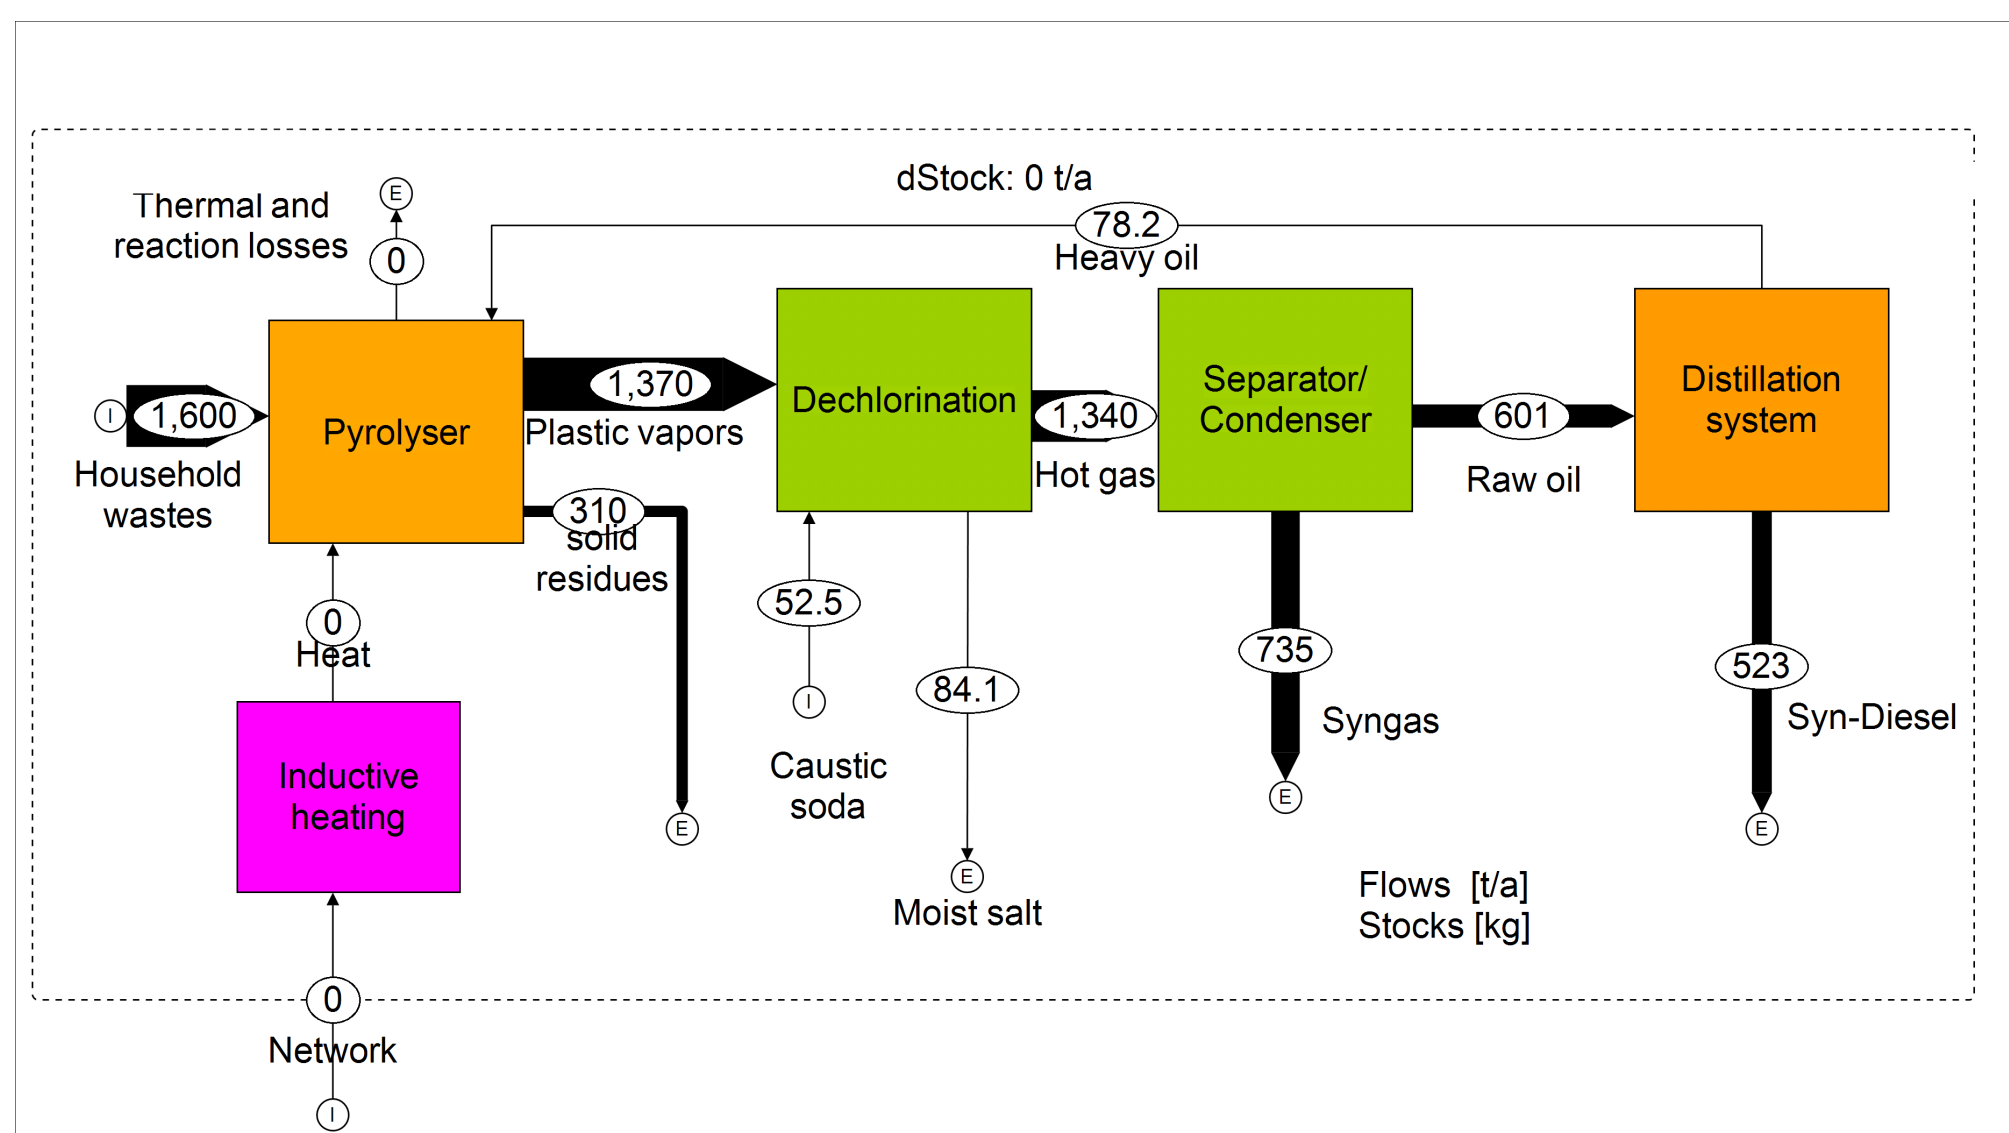 dStock: 0 t/a
Thermal and
reaction losses
E
0
78.2
Heavy oil
I
1,600
Household
wastes
Pyrolyser
1,370
Plastic vapors
310
solid
residues
E
Dechlorination
1,340
Hot gas
Separator/
Condenser
601
Raw oil
Distillation
system
0
Heat
Inductive
heating
0
Network
I
52.5
I
Caustic
soda
84.1
E
Moist salt
735
Syngas
E
523
Syn-Diesel
E
Flows [t/a]
Stocks [kg]